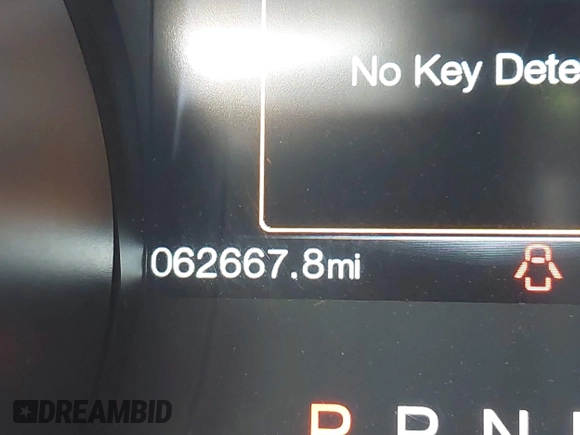 No Key Dete
062667.8mi
P R N
DREAMBID